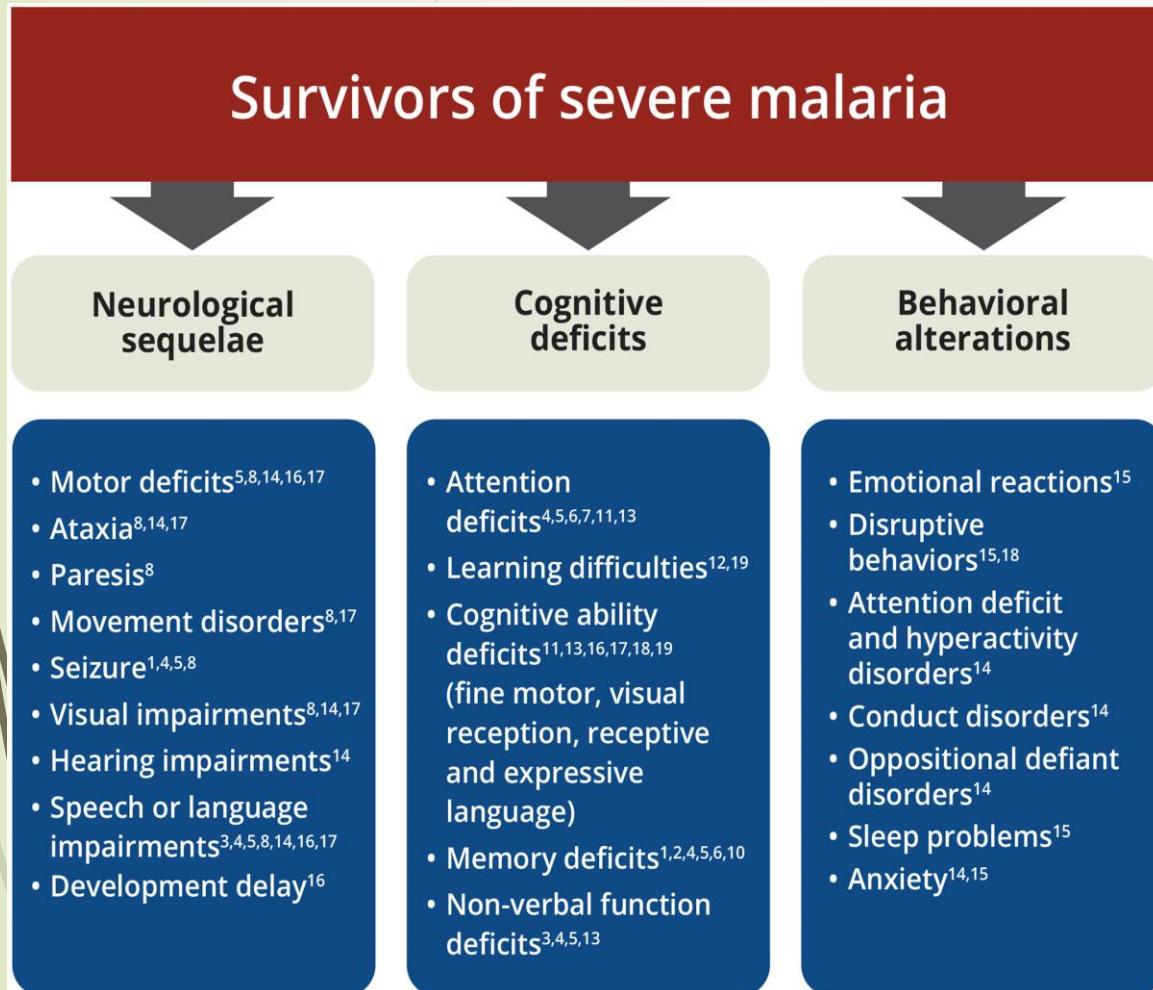 Survivors of severe malaria
Neurological
sequelae
• Motor deficits5,8,14,16,17
• Ataxia8,14,17
• Paresis8
• Movement disorders8,17
• Seizure1,4,5,8
• Visual impairments8,14,17
• Hearing impairments14
• Speech or language
impairments3,4,5,8,14,16,17
• Development delay16
Cognitive
deficits
• Attention
deficits4,5,6,7,11,13
• Learning difficulties12,19
• Cognitive ability
deficits11,13,16,17,18,19
(fine motor, visual
reception, receptive
and expressive
language)
• Memory deficits1,2,4,5,6,10
• Non-verbal function
deficits3,4,5,13
Behavioral
alterations
• Emotional reactions15
• Disruptive
behaviors15,18
• Attention deficit
and hyperactivity
disorders14
• Conduct disorders14
• Oppositional defiant
disorders14
• Sleep problems15
• Anxiety14,15